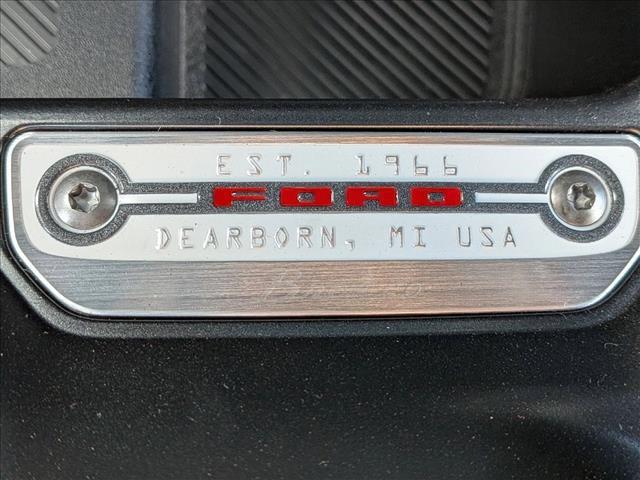 EST. 1966
FORD
DEARBORN, MI USA